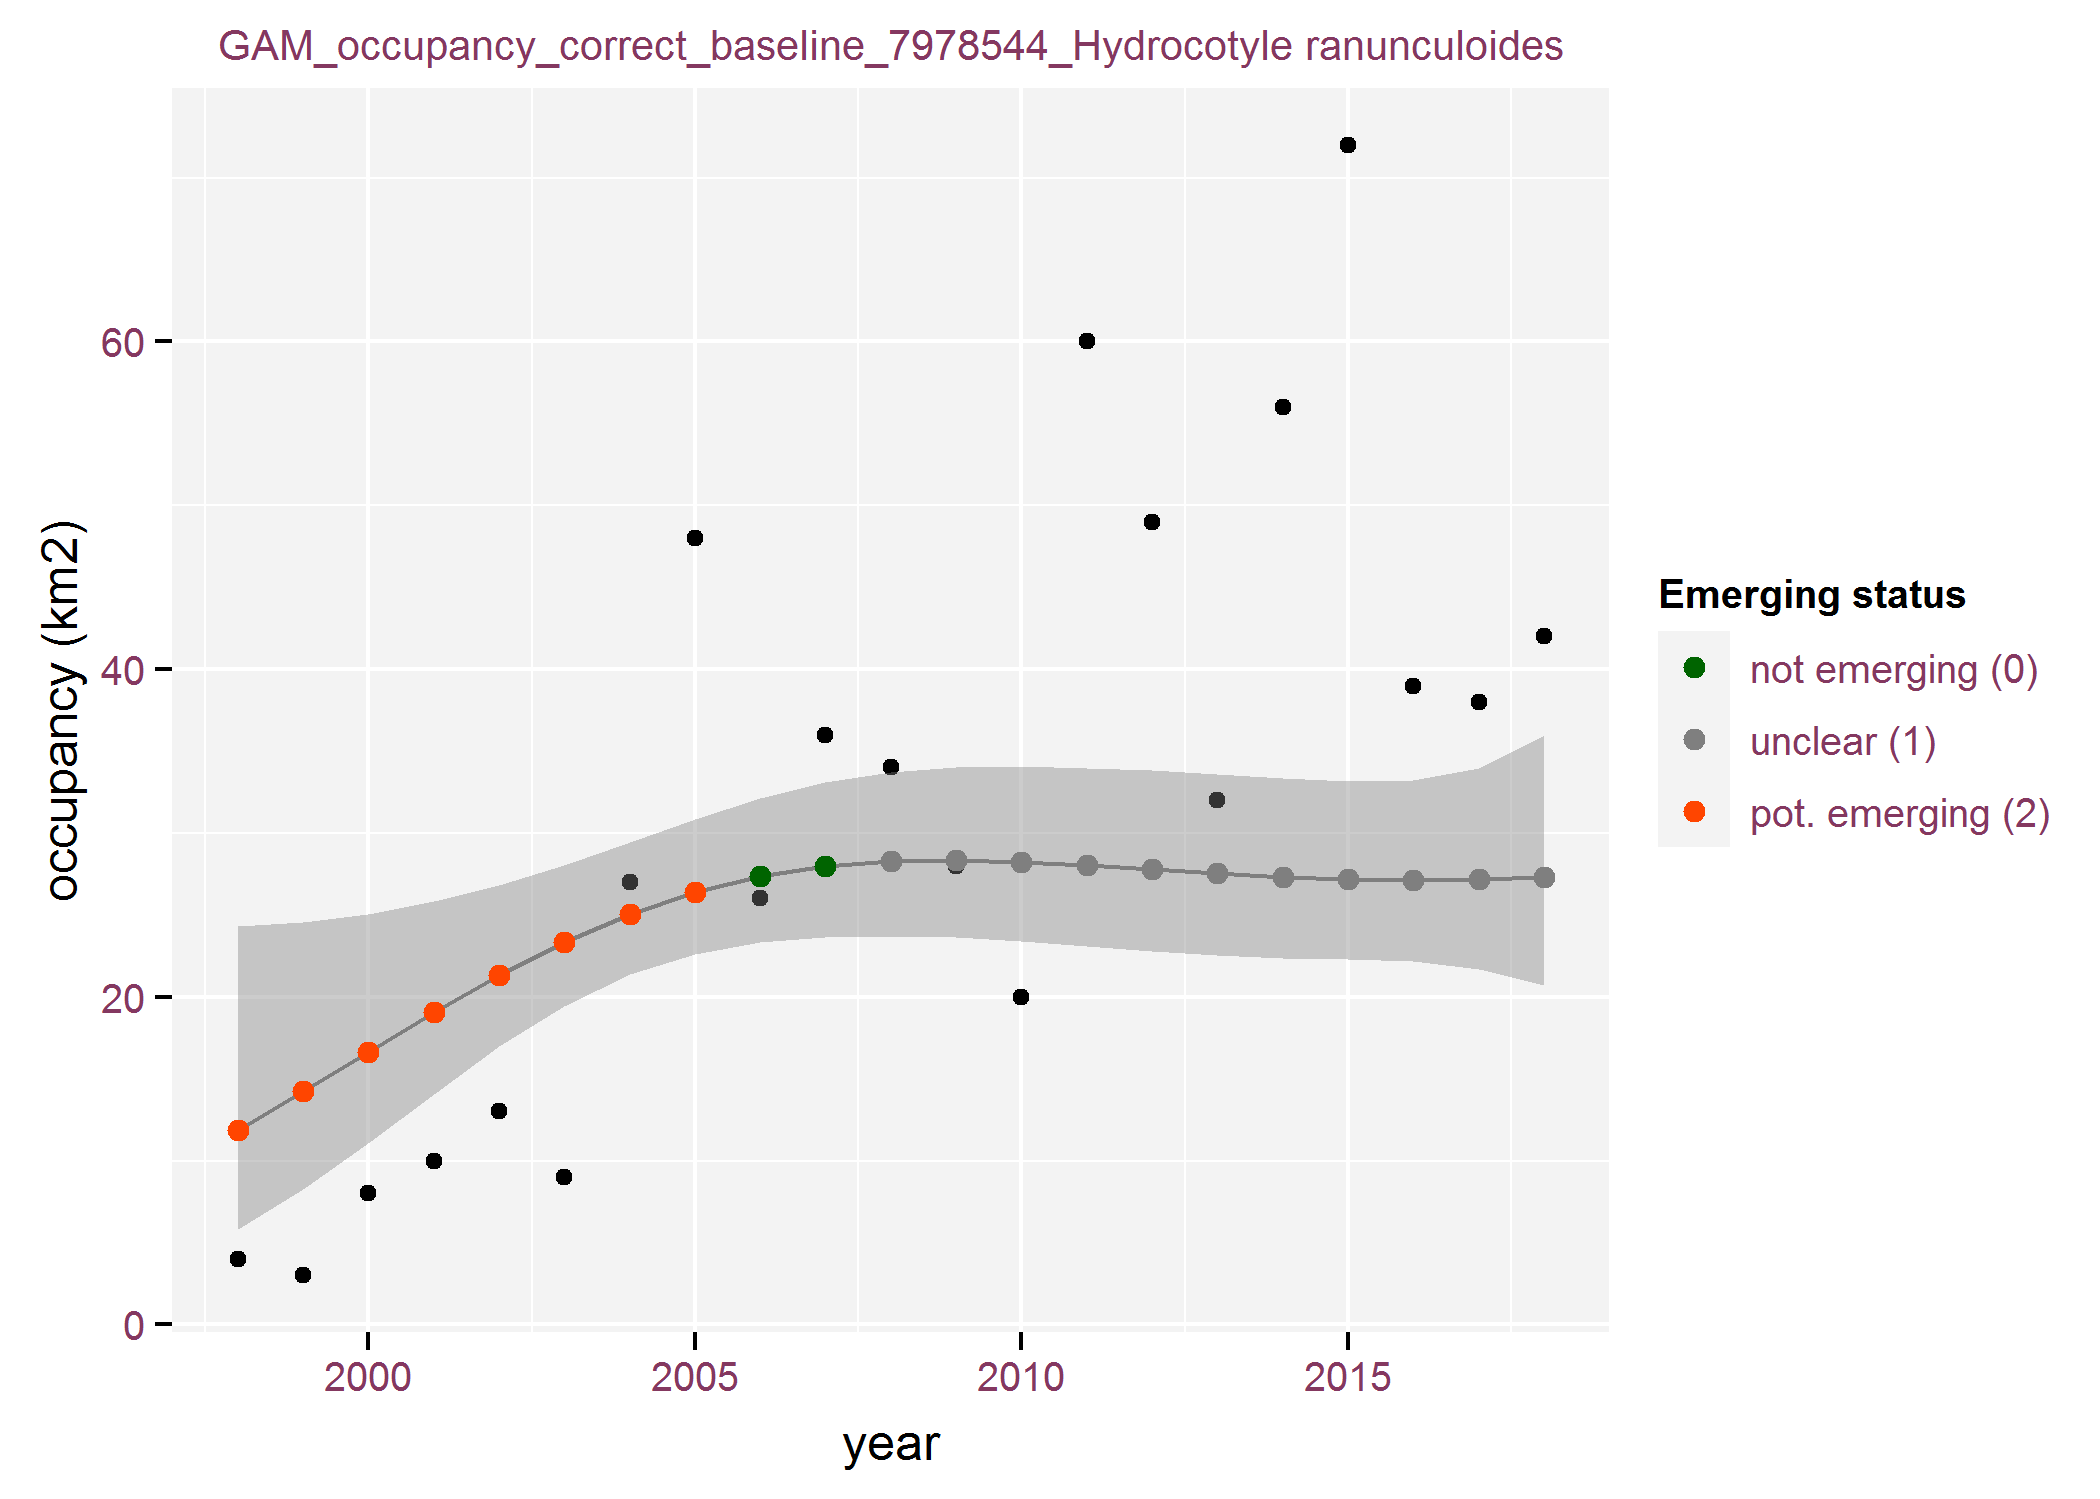 GAM_occupancy_correct_baseline_7978544_Hydrocotyle ranunculoides
occupancy (km2)
60
40
20
0
2000 2005 2010 2015
year
Emerging status
not emerging (0)
unclear (1)
pot. emerging (2)